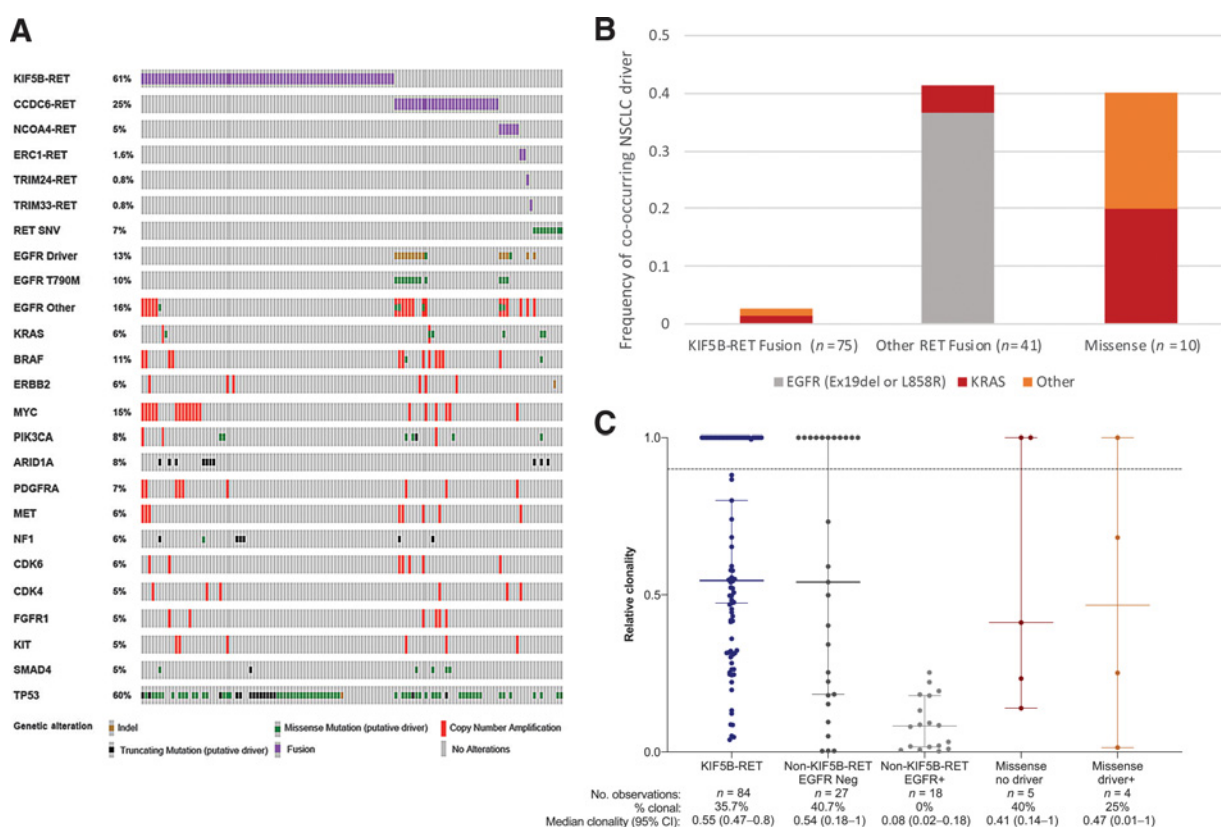 A
KIF5B-RET 61%
CCDC6-RET 25%
NCOA4-RET 5%
ERC1-RET 1.6%
TRIM24-RET 0.8%
TRIM33-RET 0.8%
RET SNV 7%
EGFR Driver 13%
EGFR T790M 10%
EGFR Other 16%
KRAS 6%
BRAF 11%
ERBB2 6%
MYC 15%
PIK3CA 8%
ARID1A 8%
PDGFRA 7%
MET 6%
NF1 6%
CDK6 6%
CDK4 5%
FGFR1 5%
KIT 5%
SMAD4 5%
TP53 60%
Genetic alteration Indel Missense Mutation (putative driver) Copy Number Amplification
Truncating Mutation (putative driver) Fusion No Alterations
B
Frequency of co-occurring NSCLC driver
0.5
0.4
0.3
0.2
0.1
0
KIF5B-RET Fusion (n=75) Other RET Fusion (n=41) Missense (n=10)
EGFR (Ex19del or L858R) KRAS Other
C
Relative clonality
1.0
0.5
0.0
KIF5B-RET Non-KIF5B-RET Non-KIF5B-RET Missense Missense
EGFR Neg EGFR+ no driver driver+
No. observations: n = 84 n = 27 n = 18 n = 5 n = 4
% clonal: 35.7% 40.7% 0% 40% 25%
Median clonality (95% CI): 0.55 (0.47–0.8) 0.54 (0.18–1) 0.08 (0.02–0.18) 0.41 (0.14–1) 0.47 (0.01–1)